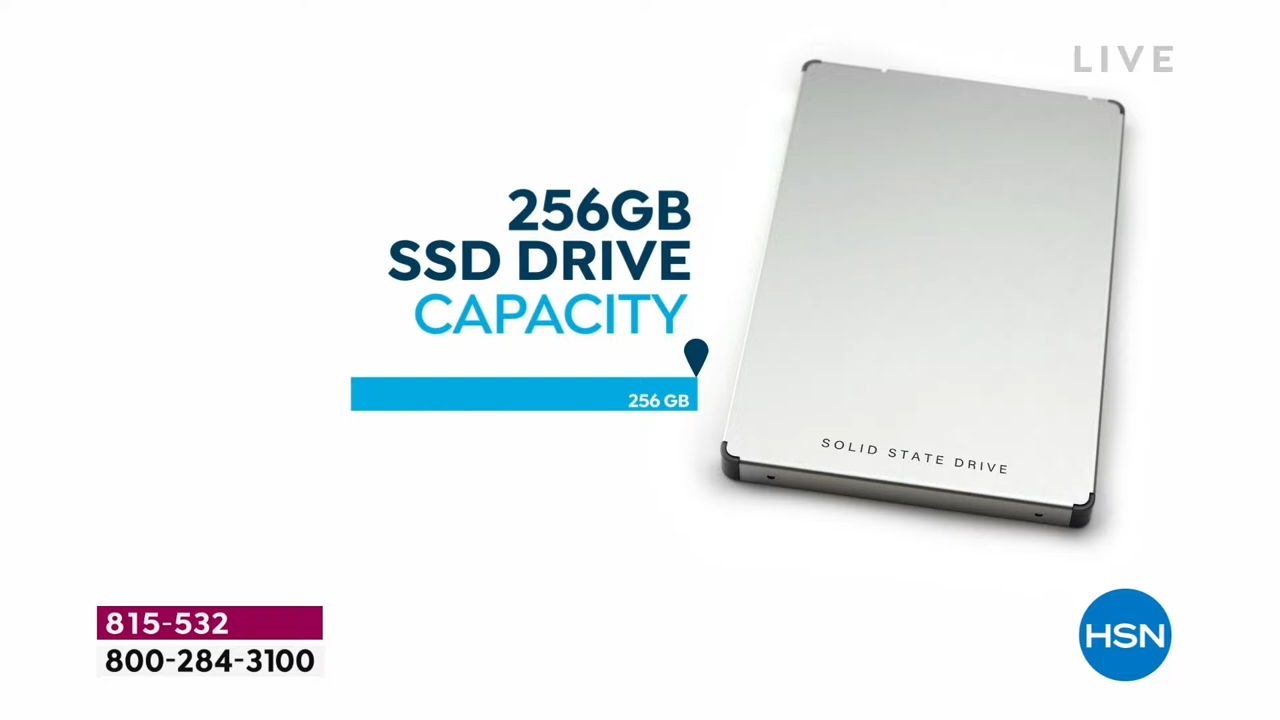 LIVE
256GB
SSD DRIVE
CAPACITY
256 GB
SOLID STATE DRIVE
815-532
800-284-3100
HSN